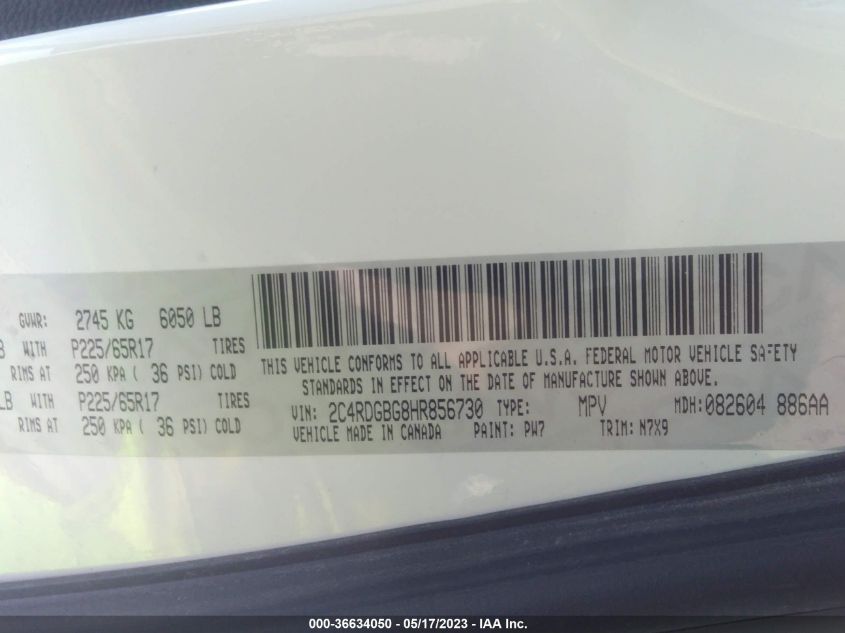 GVWR: 2745 KG 6050 LB
WITH P225/65R17 TIRES
RIMS AT 250 KPA ( 36 PSI) COLD
LB WITH P225/65R17 TIRES
RIMS AT 250 KPA ( 36 PSI) COLD
THIS VEHICLE CONFORMS TO ALL APPLICABLE U.S.A. FEDERAL MOTOR VEHICLE SAFETY
STANDARDS IN EFFECT ON THE DATE OF MANUFACTURE SHOWN ABOVE.
VIN: 2C4RDGBG8HR856730 TYPE: MPV MDH: 082604 886AA
VEHICLE MADE IN CANADA PAINT: PW7 TRIM: N7X9
000-36634050 - 05/17/2023 - IAA Inc.